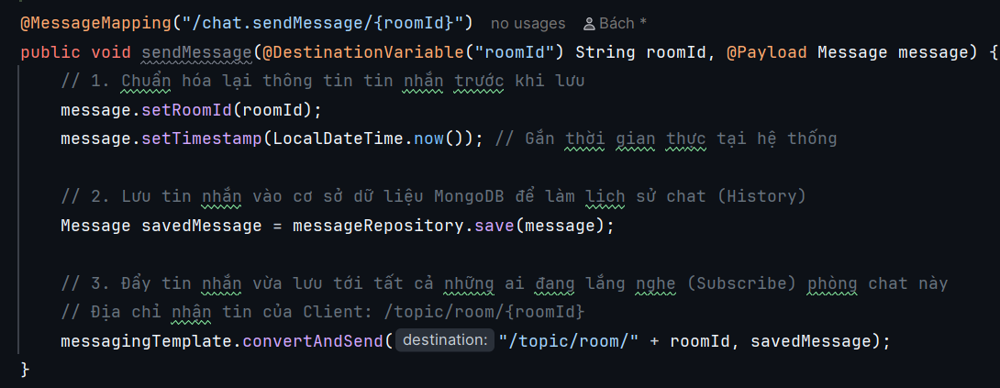 @MessageMapping("/chat.sendMessage/{roomId}") no usages Bách *
public void sendMessage(@DestinationVariable("roomId") String roomId, @Payload Message message) {
// 1. Chuẩn hóa lại thông tin tin nhắn trước khi lưu
message.setRoomId(roomId);
message.setTimestamp(LocalDateTime.now()); // Gắn thời gian thực tại hệ thống
// 2. Lưu tin nhắn vào cơ sở dữ liệu MongoDB để làm lịch sử chat (History)
Message savedMessage = messageRepository.save(message);
// 3. Đẩy tin nhắn vừa lưu tới tất cả những ai đang lắng nghe (Subscribe) phòng chat này
// Địa chỉ nhận tin của Client: /topic/room/{roomId}
messagingTemplate.convertAndSend( destination: "/topic/room/" + roomId, savedMessage);
}